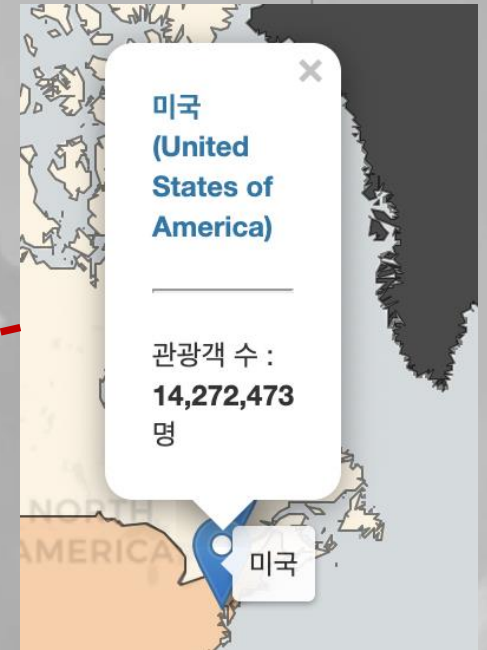 ×
미국
(United
States of
America)
관광객 수 :
14,272,473
명
NORTH
AMERICA
미국